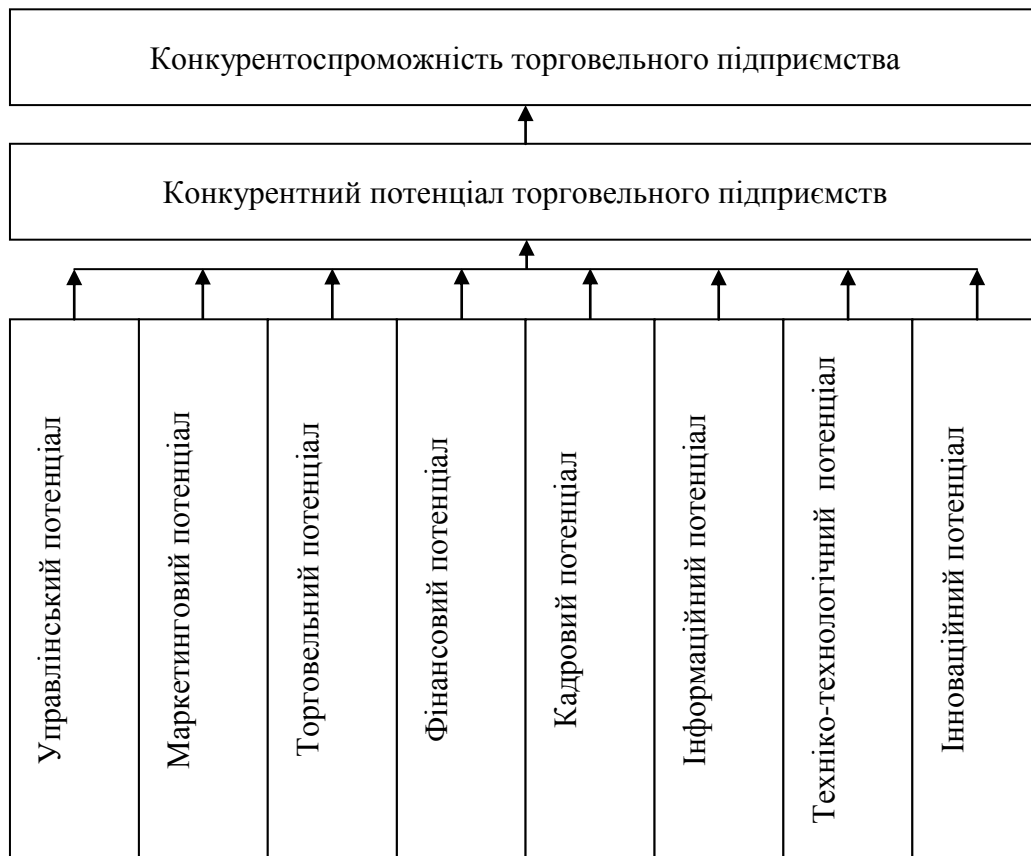 Конкурентоспроможність торговельного підприємства
Конкурентний потенціал торговельного підприємств
Управлінський потенціал
Маркетинговий потенціал
Торговельний потенціал
Фінансовий потенціал
Кадровий потенціал
Інформаційний потенціал
Техніко-технологічний потенціал
Інноваційний потенціал